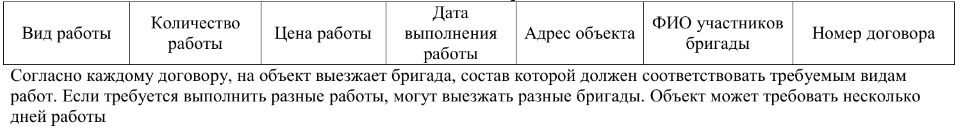 Вид работы
Количество
работы
Цена работы
Дата
выполнения
работы
Адрес объекта
ФИО участников
бригады
Номер договора
Согласно каждому договору, на объект выезжает бригада, состав которой должен соответствовать требуемым видам
работ. Если требуется выполнить разные работы, могут выезжать разные бригады. Объект может требовать несколько
дней работы